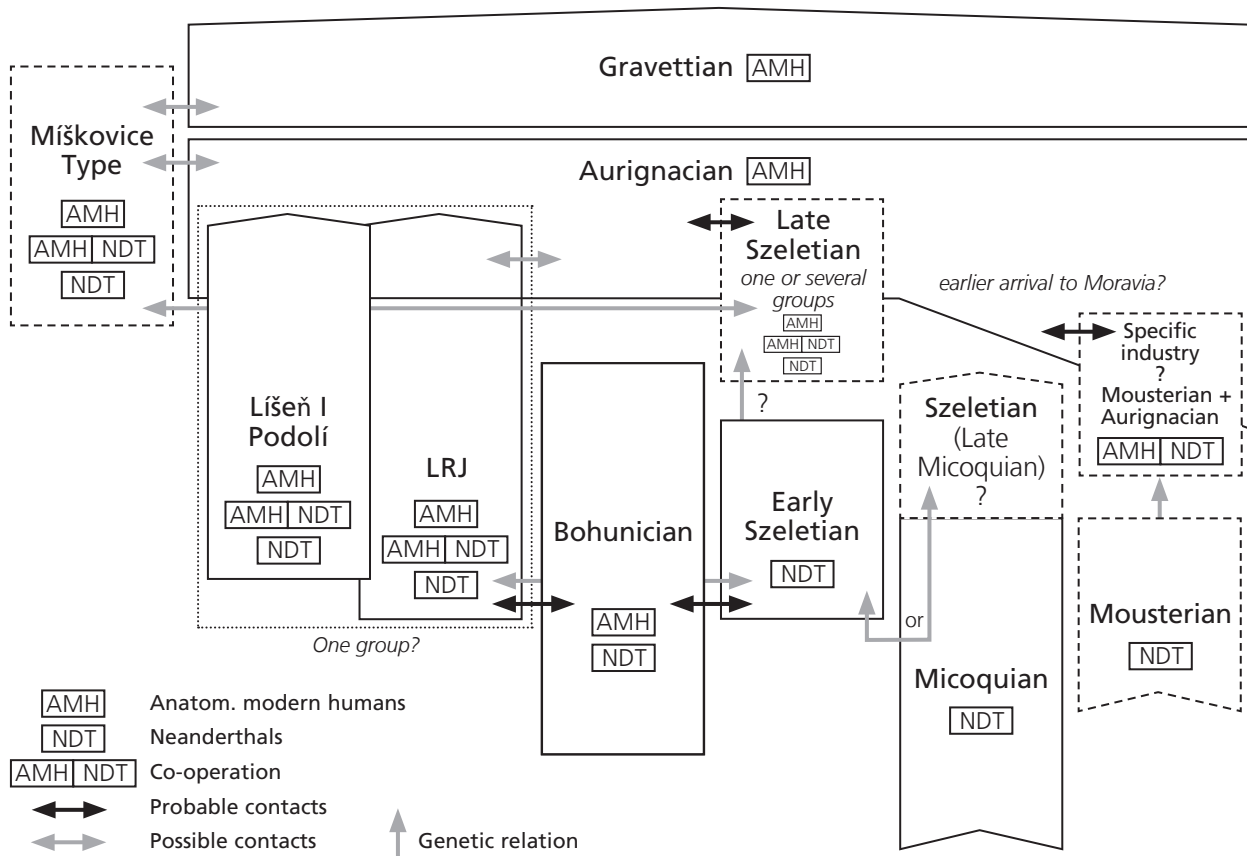 Gravettian AMH
Míškovice
Type
AMH
AMH NDT
NDT
Aurignacian AMH
Late
Szeletian
one or several
groups
AMH
AMH NDT
NDT
earlier arrival to Moravia?
Specific
industry
?
Mousterian +
Aurignacian
AMH NDT
Líšeň I
Podolí
AMH
AMH NDT
NDT
LRJ
AMH
AMH NDT
NDT
One group?
Bohunician
AMH
NDT
?
Early
Szeletian
NDT
or
Szeletian
(Late
Micoquian)
?
Micoquian
NDT
Mousterian
NDT
AMH Anatom. modern humans
NDT Neanderthals
AMH NDT Co-operation
Probable contacts
Possible contacts
Genetic relation